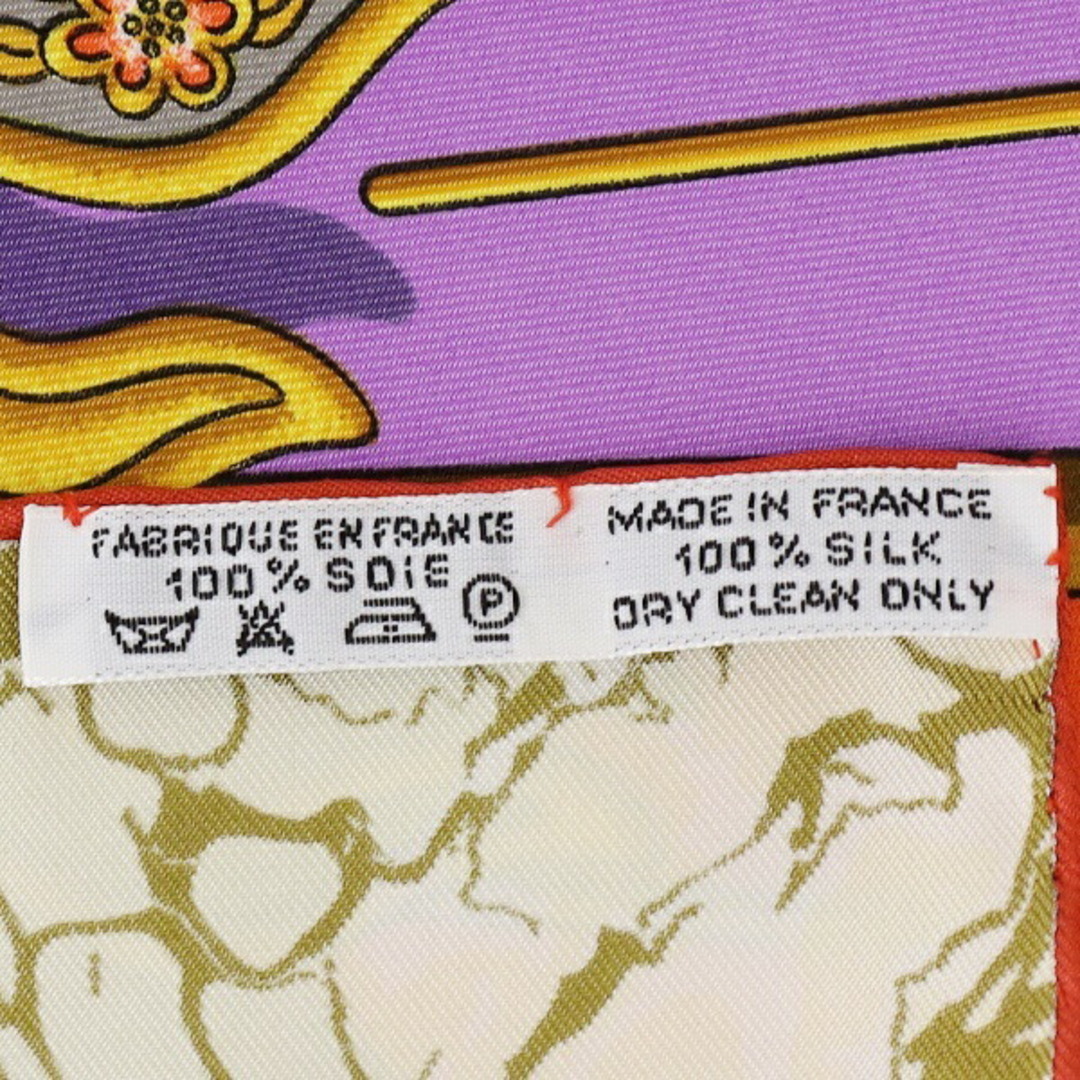 FABRIQUE EN FRANCE
100% SOIE
P
MADE IN FRANCE
100% SILK
DRY CLEAN ONLY